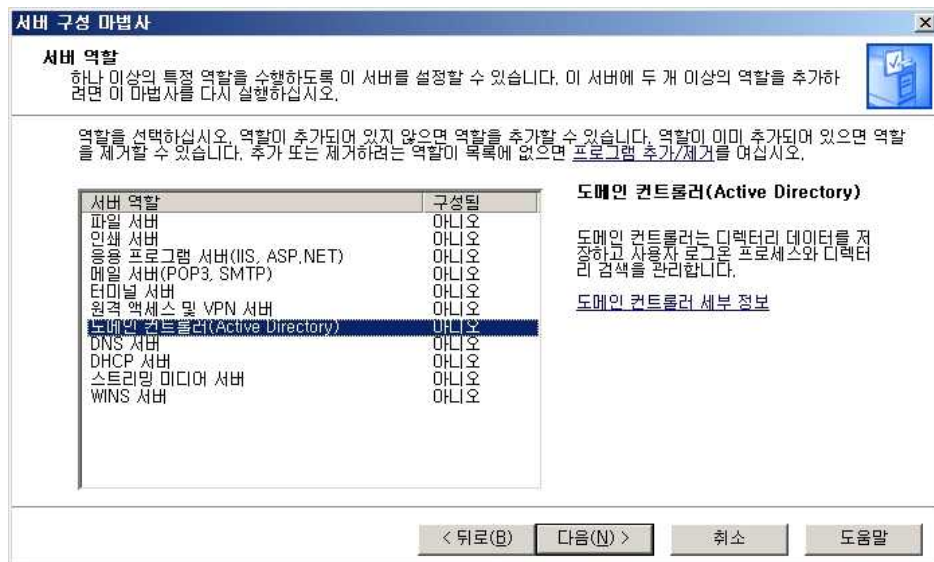 서버 구성 마법사
서버 역할
하나 이상의 특정 역할을 수행하도록 이 서버를 설정할 수 있습니다. 이 서버에 두 개 이상의 역할을 추가하
려면 이 마법사를 다시 실행하십시오.
역할을 선택하십시오. 역할이 추가되어 있지 않으면 역할을 추가할 수 있습니다. 역할이 이미 추가되어 있으면 역할
을 제거할 수 있습니다. 추가 또는 제거하려는 역할이 목록에 없으면 프로그램 추가/제거를 여십시오.
서버 역할 구성됨
파일 서버 아니오
인쇄 서버 아니오
응용 프로그램 서버(IIS, ASP.NET) 아니오
메일 서버(POP3, SMTP) 아니오
터미널 서버 아니오
원격 액세스 및 VPN 서버 아니오
도메인 컨트롤러(Active Directory) 아니오
DNS 서버 아니오
DHCP 서버 아니오
스트리밍 미디어 서버 아니오
WINS 서버 아니오
도메인 컨트롤러(Active Directory)
도메인 컨트롤러는 디렉터리 데이터를 저
장하고 사용자 로그온 프로세스와 디렉터
리 검색을 관리합니다.
도메인 컨트롤러 세부 정보
< 뒤로(B) 다음(N) > 취소 도움말